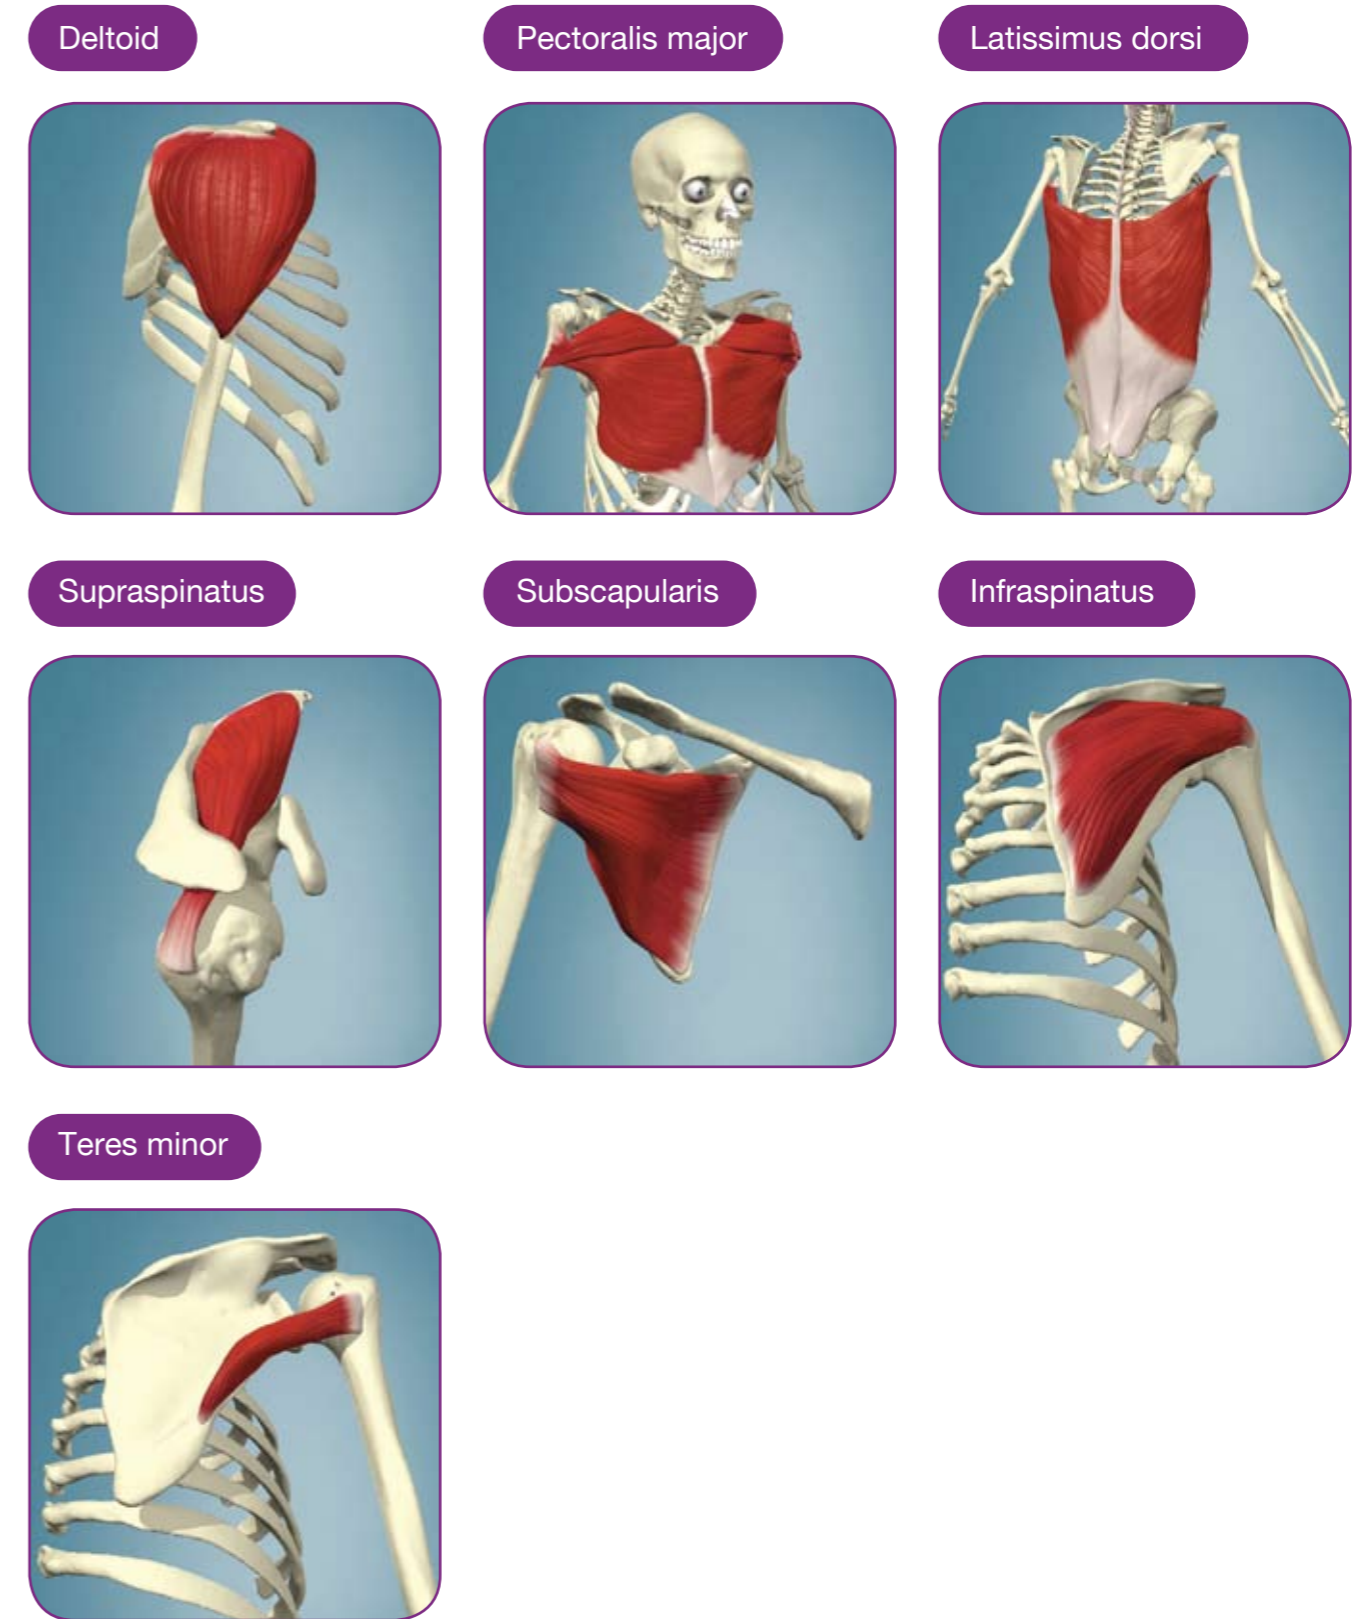 Deltoid
Pectoralis major
Latissimus dorsi
Supraspinatus
Subscapularis
Infraspinatus
Teres minor